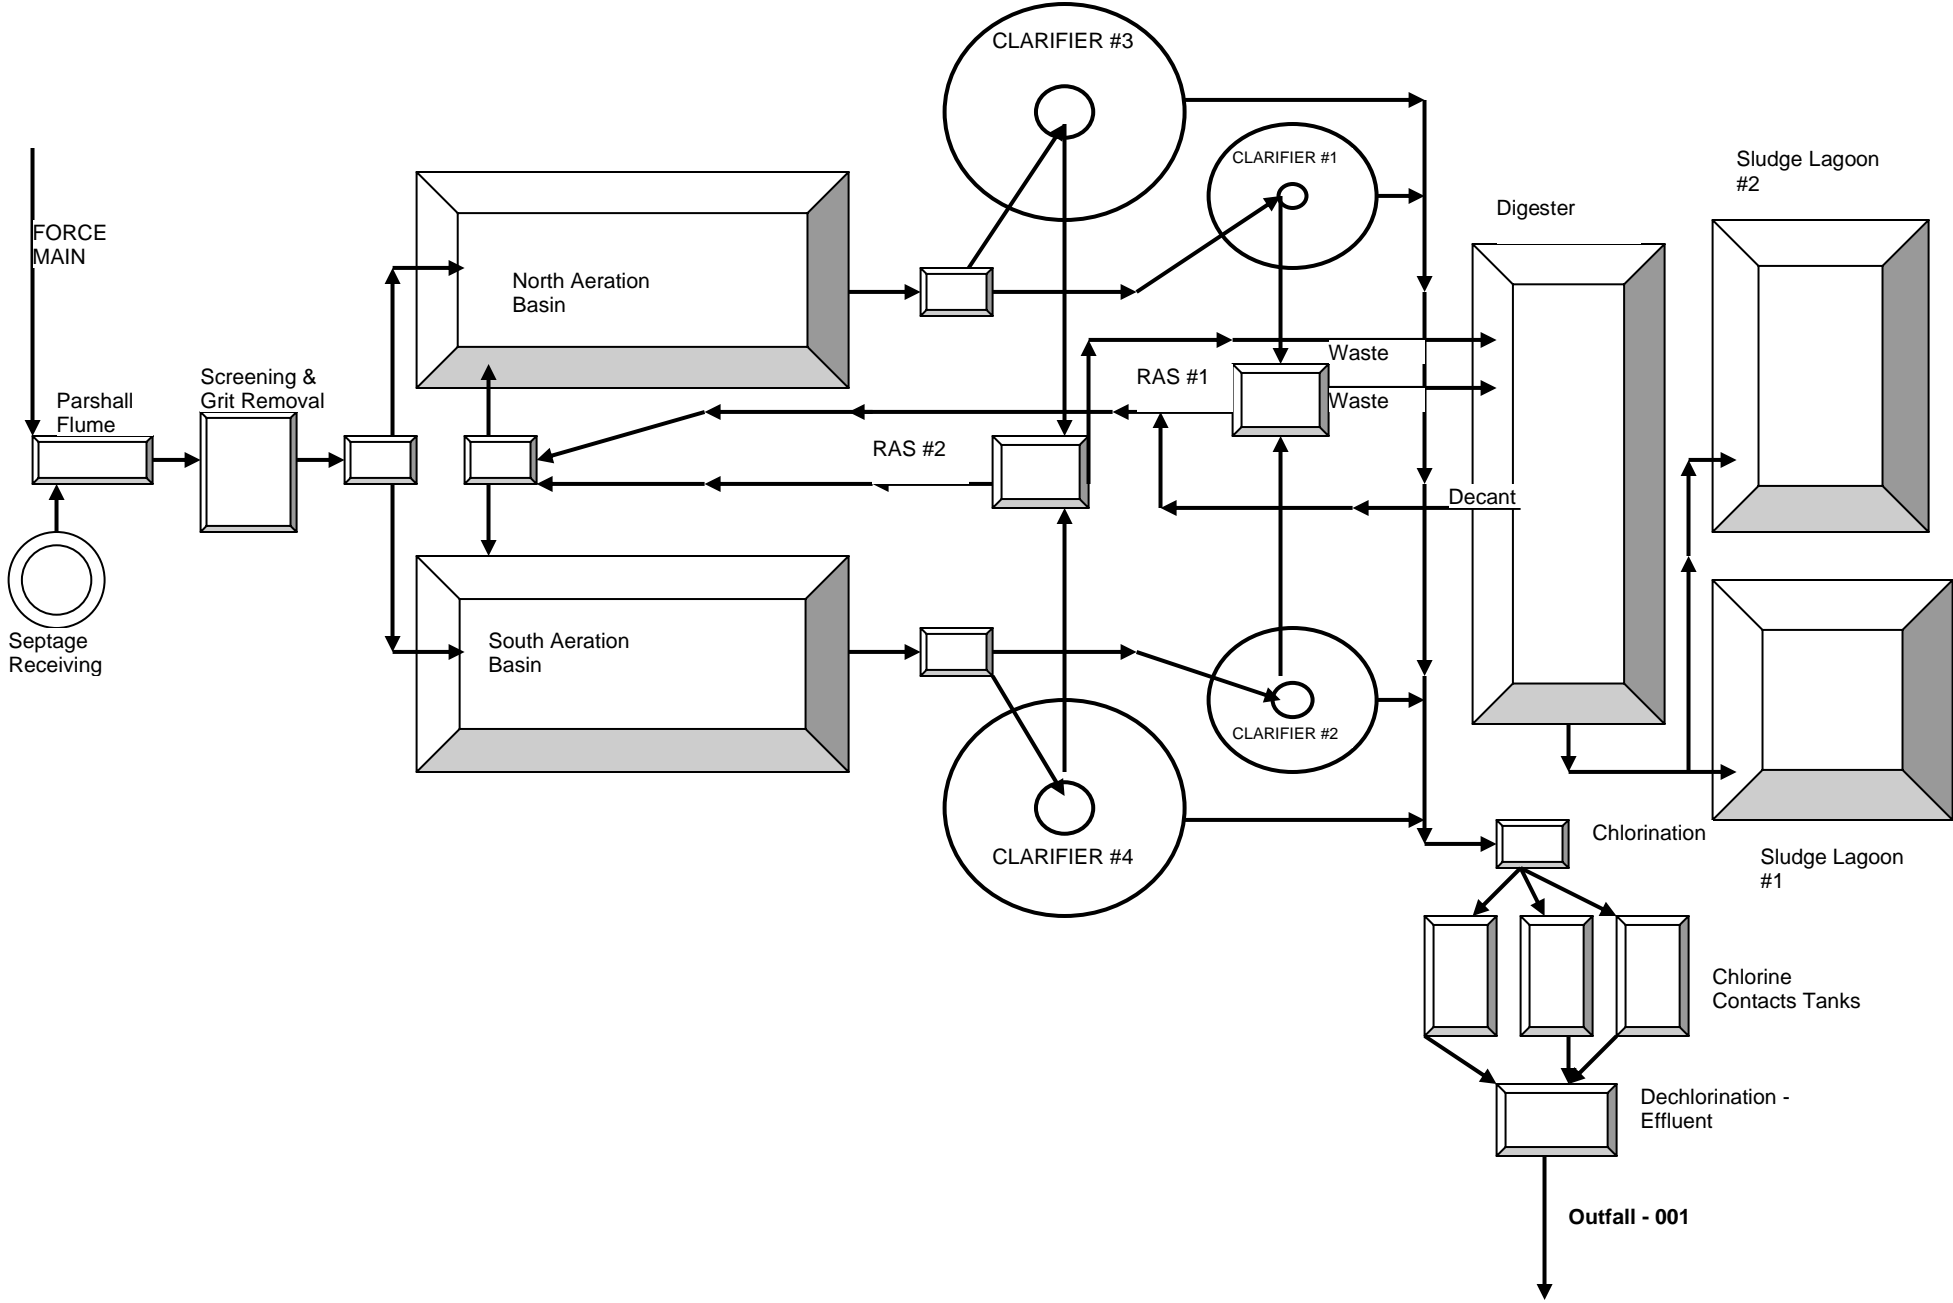 CLARIFIER #3
CLARIFIER #1
Sludge Lagoon
#2
Digester
FORCE
MAIN
North Aeration
Basin
Waste
RAS #1
Screening &
Grit Removal
Parshall
Flume
Waste
RAS #2
Decant
Septage
Receiving
South Aeration
Basin
CLARIFIER #2
CLARIFIER #4
Chlorination
Sludge Lagoon
#1
Chlorine
Contacts Tanks
Dechlorination -
Effluent
Outfall - 001